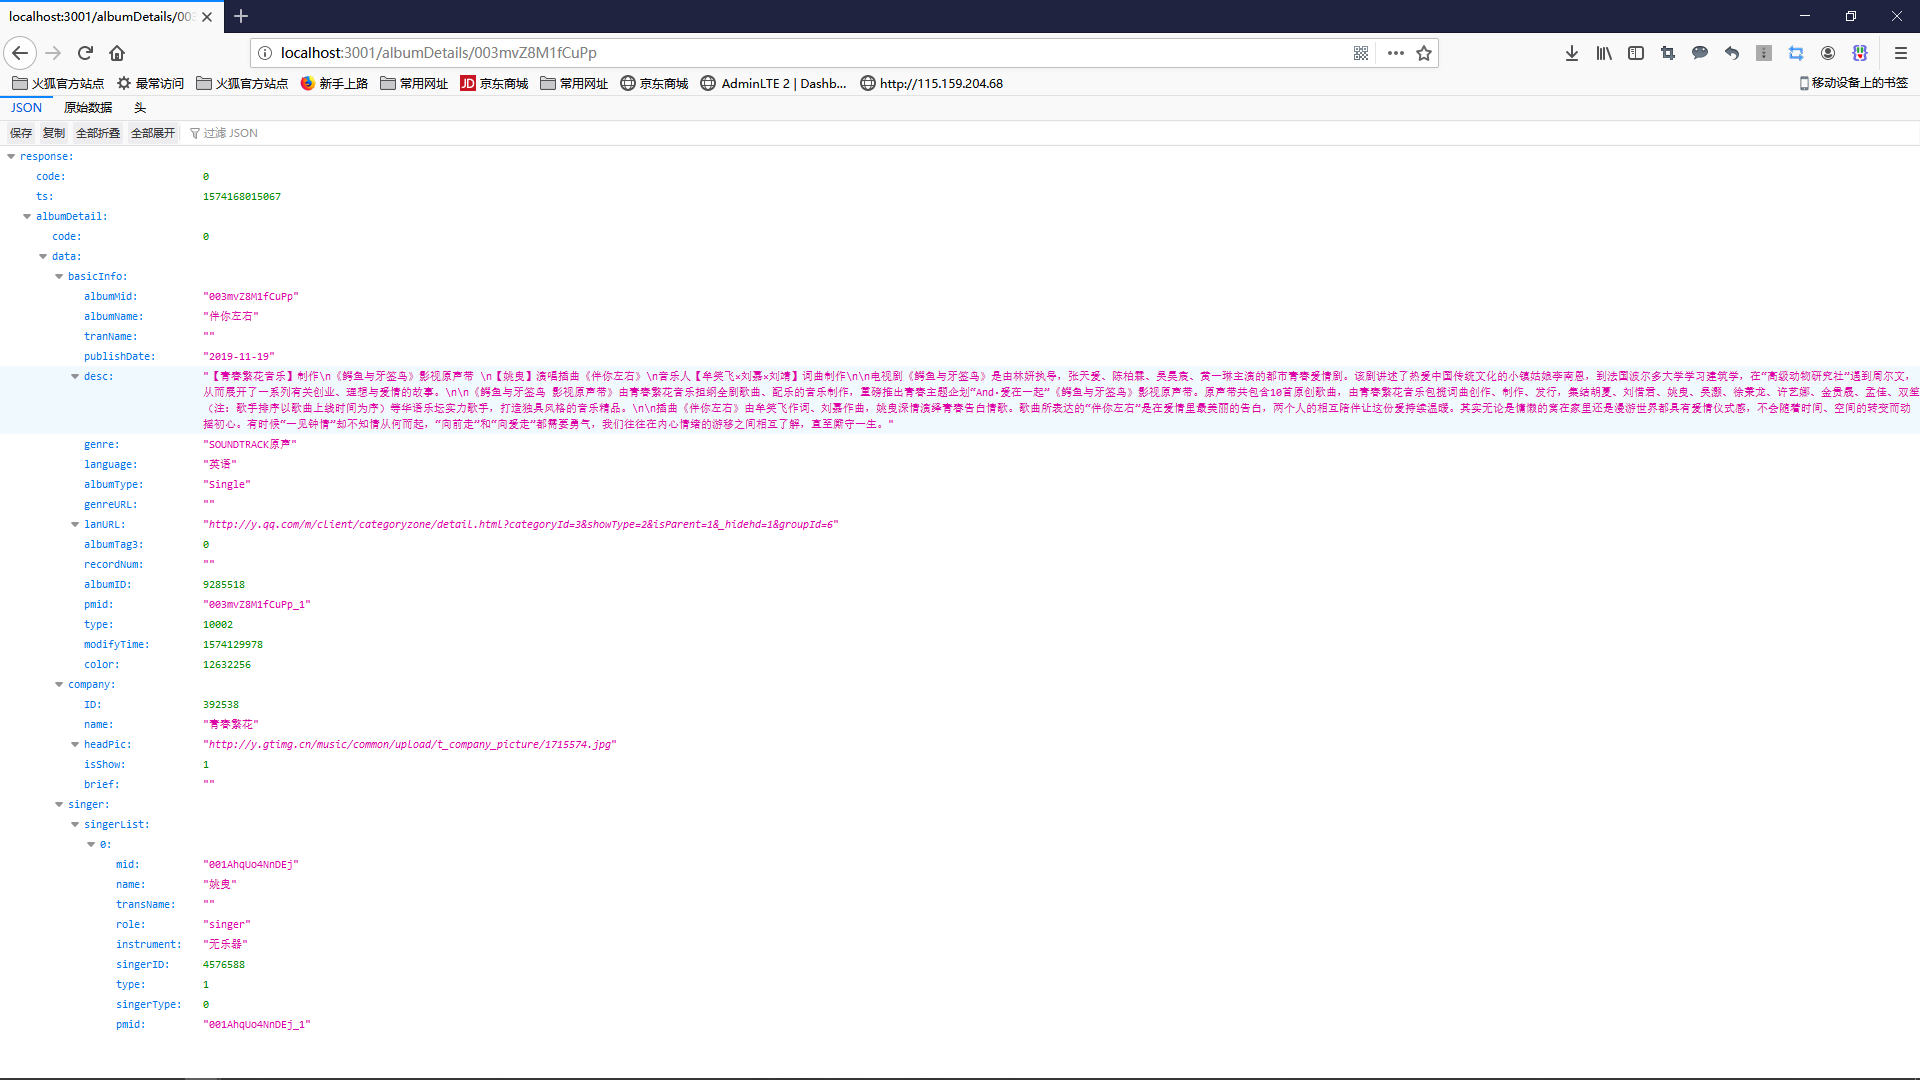 localhost:3001/albumDetails/003
localhost:3001/albumDetails/003mvZ8M1fCuPp
火狐官方站点 最常访问 火狐官方站点 新手上路 常用网址 JD 京东商城 常用网址 京东商城 AdminLTE 2 | Dashb... http://115.159.204.68 移动设备上的书签
JSON 原始数据 头
保存 复制 全部折叠 全部展开 过滤 JSON
response:
code: 0
ts: 1574168015067
albumDetail:
code: 0
data:
basicInfo:
albumMid: "003mvZ8M1fCuPp"
albumName: "伴你左右"
tranName: ""
publishDate: "2019-11-19"
desc: "【青春繁花音乐】制作\n《鳄鱼与牙签鸟》影视原声带 \n【姚曳】演唱插曲《伴你左右》\n音乐人【牟笑飞×刘嘉×刘靖】词曲制作\n\n电视剧《鳄鱼与牙签鸟》是由林妍执导，张天爱、陈柏霖、吴昊宸、黄一琳主演的都市青春爱情剧。该剧讲述了热爱中国传统文化的小镇姑娘李南恩，到法国波尔多大学学习建筑学，在“高级动物研究社”遇到周尔文，
从而展开了一系列有关创业、理想与爱情的故事。\n\n《鳄鱼与牙签鸟 影视原声带》由青春繁花音乐担纲全剧歌曲、配乐的音乐制作，重磅推出青春主题企划“And·爱在一起”《鳄鱼与牙签鸟》影视原声带。原声带共包含10首原创歌曲，由青春繁花音乐包揽词曲创作、制作、发行，集结胡夏、刘惜君、姚曳、吴灏、徐秉龙、许艺娜、金贵晟、孟佳、双笙
（注：歌手排序以歌曲上线时间为序）等华语乐坛实力歌手，打造独具风格的音乐精品。\n\n插曲《伴你左右》由牟笑飞作词、刘嘉作曲，姚曳深情演绎青春告白情歌。歌曲所表达的“伴你左右”是在爱情里最美丽的告白，两个人的相互陪伴让这份爱持续温暖。其实无论是慵懒的窝在家里还是漫游世界都具有爱情仪式感，不会随着时间、空间的转变而动
摇初心。有时候“一见钟情”却不知情从何而起，“向前走”和“向爱走”都需要勇气，我们往往在内心情绪的游移之间相互了解，直至厮守一生。"
genre: "SOUNDTRACK原声"
language: "英语"
albumType: "Single"
genreURL: ""
lanURL: "http://y.qq.com/m/client/categoryzone/detail.html?categoryId=3&showType=2&isParent=1&_hidehd=1&groupId=6"
albumTag3: 0
recordNum: ""
albumID: 9285518
pmid: "003mvZ8M1fCuPp_1"
type: 10002
modifyTime: 1574129978
color: 12632256
company:
ID: 392538
name: "青春繁花"
headPic: "http://y.gtimg.cn/music/common/upload/t_company_picture/1715574.jpg"
isShow: 1
brief: ""
singer:
singerList:
0:
mid: "001AhqUo4NnDEj"
name: "姚曳"
transName: ""
role: "singer"
instrument: "无乐器"
singerID: 4576588
type: 1
singerType: 0
pmid: "001AhqUo4NnDEj_1"